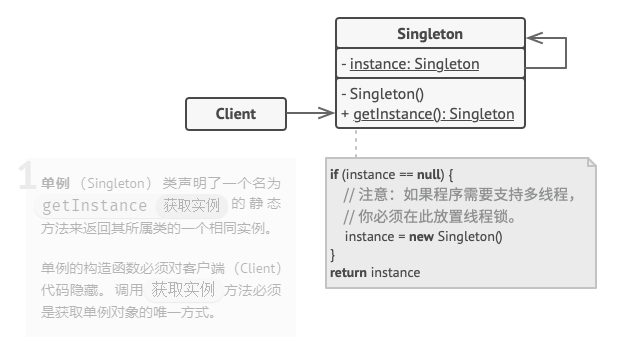 Singleton
- instance: Singleton
- Singleton()
+ getInstance(): Singleton
Client
if (instance == null) {
// 注意：如果程序需要支持多线程，
// 你必须在此放置线程锁。
instance = new Singleton()
}
return instance
1
单例（Singleton）类声明了一个名为
getInstance 获取实例 的静态
方法来返回其所属类的一个相同实例。
单例的构造函数必须对客户端（Client）
代码隐藏。调用 获取实例 方法必须
是获取单例对象的唯一方式。